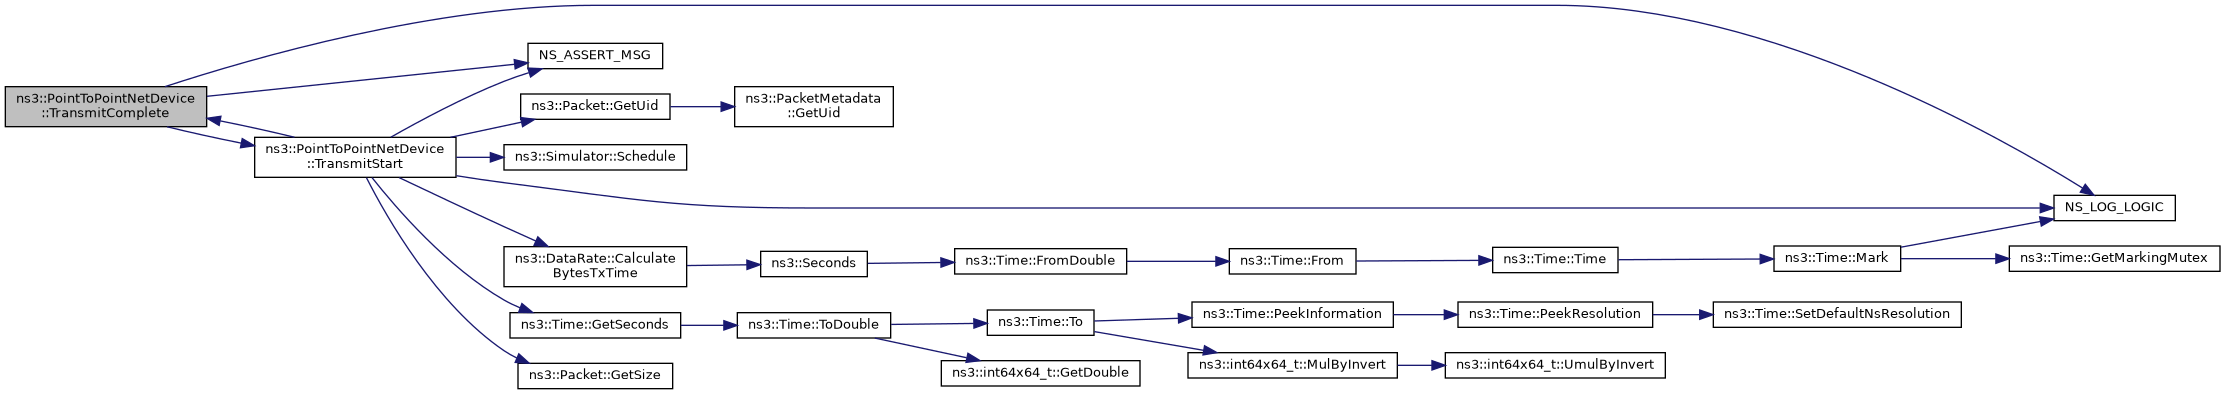 ns3::PointToPointNetDevice
::TransmitComplete
NS_ASSERT_MSG
ns3::Packet::GetUid
ns3::PacketMetadata
::GetUid
ns3::PointToPointNetDevice
::TransmitStart
ns3::Simulator::Schedule
NS_LOG_LOGIC
ns3::DataRate::Calculate
BytesTxTime
ns3::Seconds
ns3::Time::FromDouble
ns3::Time::From
ns3::Time::Time
ns3::Time::Mark
ns3::Time::GetMarkingMutex
ns3::Time::GetSeconds
ns3::Time::ToDouble
ns3::Time::To
ns3::Time::PeekInformation
ns3::Time::PeekResolution
ns3::Time::SetDefaultNsResolution
ns3::Packet::GetSize
ns3::int64x64_t::GetDouble
ns3::int64x64_t::MulByInvert
ns3::int64x64_t::UmulByInvert